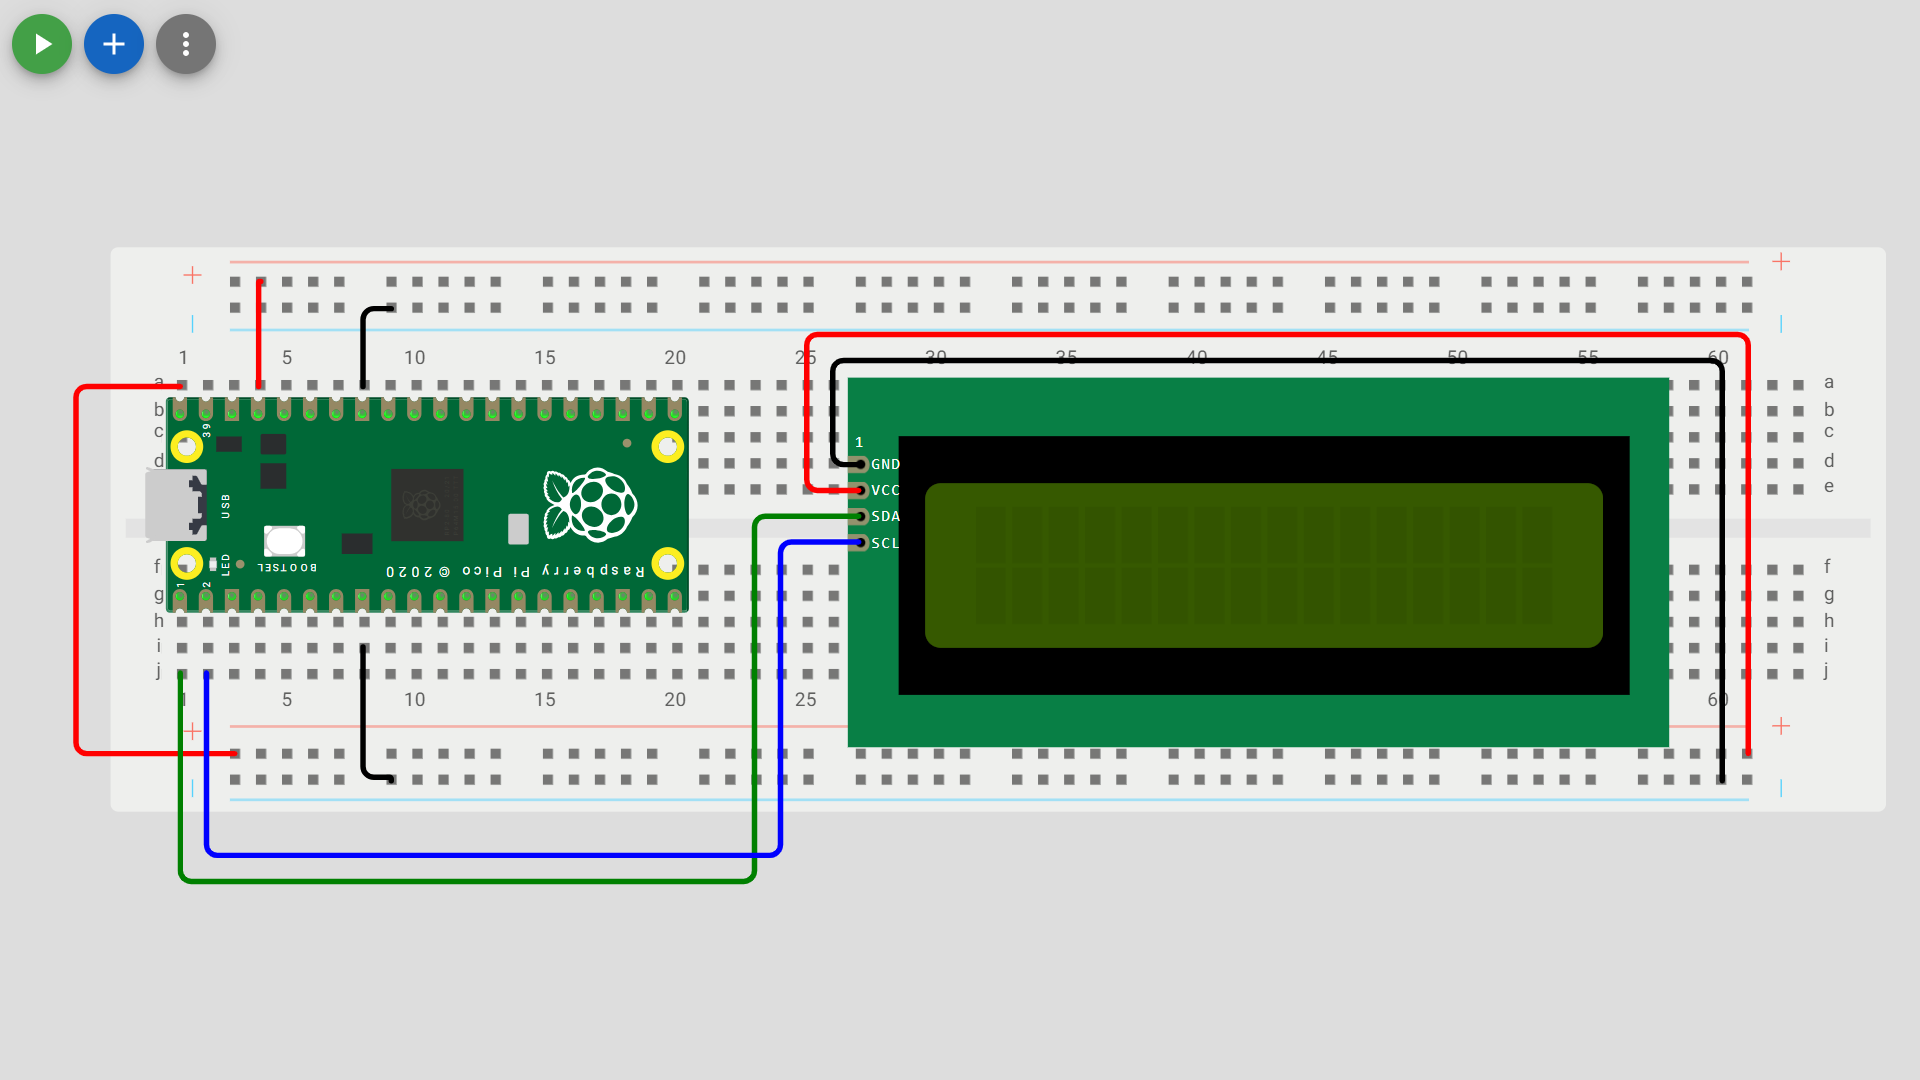 1 5 10 15 20 25 30 35 40 45 50 55 60
a a
b b
c c
d d
e
f f
g g
h h
i i
j j
39
USB
LED
BOOTSEL
1 2
Raspberry Pi Pico © 2020
1
GND
VCC
SDA
SCL
1 5 10 15 20 25 60